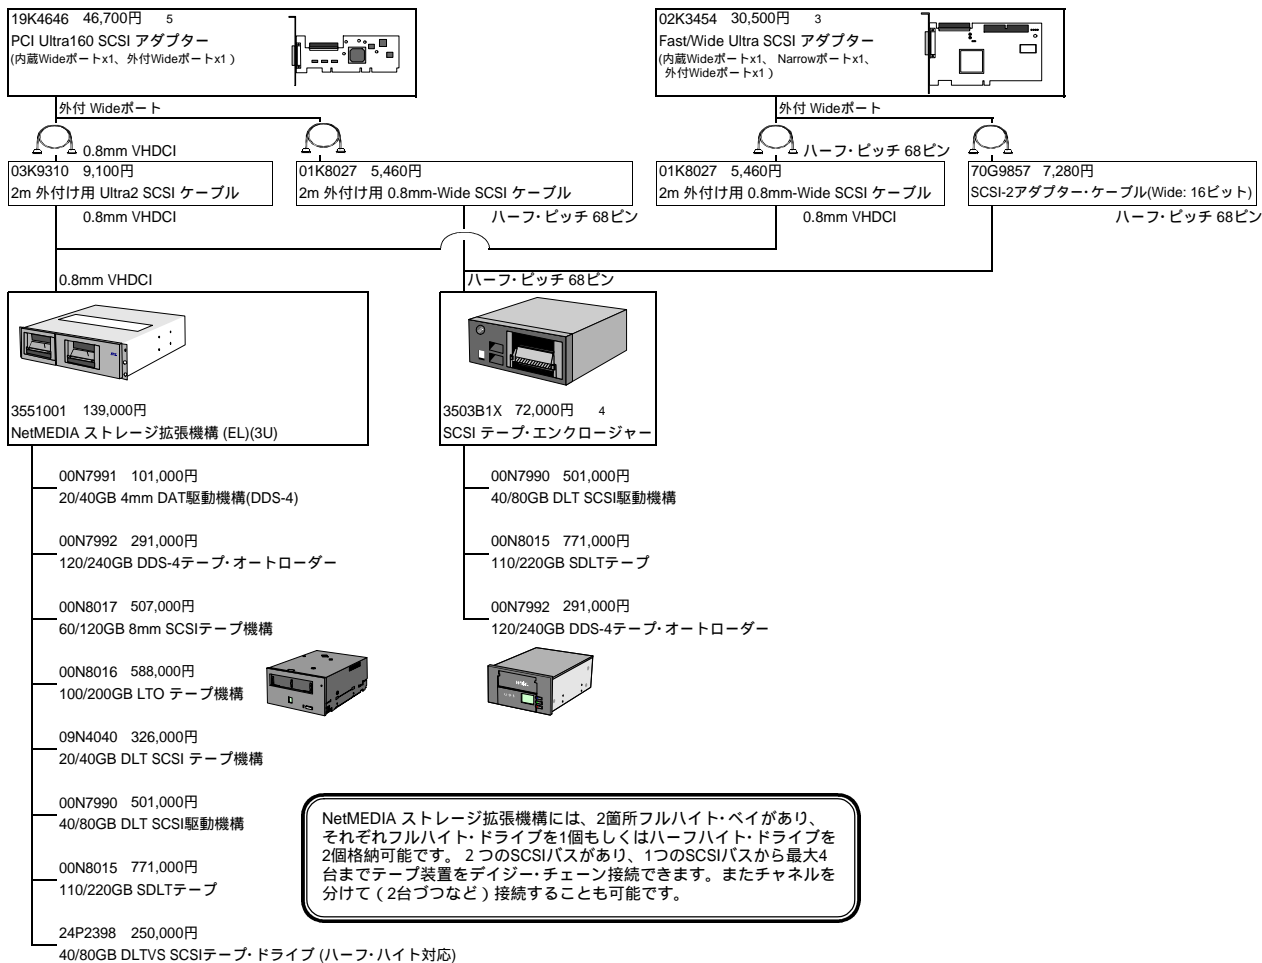 19K4646 46,700円 5
PCI Ultra160 SCSI アダプター
(内蔵Wideポートx1、外付Wideポートx1 )
02K3454 30,500円 3
Fast/Wide Ultra SCSI アダプター
(内蔵Wideポートx1、 Narrowポートx1、
外付Wideポートx1 )
外付 Wideポート
外付 Wideポート
0.8mm VHDCI
ハーフ・ピッチ 68ピン
03K9310 9,100円
2m 外付け用 Ultra2 SCSI ケーブル
01K8027 5,460円
2m 外付け用 0.8mm-Wide SCSI ケーブル
01K8027 5,460円
2m 外付け用 0.8mm-Wide SCSI ケーブル
70G9857 7,280円
SCSI-2アダプター・ケーブル(Wide: 16ビット)
0.8mm VHDCI
ハーフ・ピッチ 68ピン
0.8mm VHDCI
ハーフ・ピッチ 68ピン
0.8mm VHDCI
ハーフ・ピッチ 68ピン
3551001 139,000円
NetMEDIA ストレージ拡張機構 (EL)(3U)
3503B1X 72,000円 4
SCSI テープ・エンクロージャー
00N7991 101,000円
20/40GB 4mm DAT駆動機構(DDS-4)
00N7992 291,000円
120/240GB DDS-4テープ・オートローダー
00N8017 507,000円
60/120GB 8mm SCSIテープ機構
00N8016 588,000円
100/200GB LTO テープ機構
09N4040 326,000円
20/40GB DLT SCSI テープ機構
00N7990 501,000円
40/80GB DLT SCSI駆動機構
00N8015 771,000円
110/220GB SDLTテープ
24P2398 250,000円
40/80GB DLTVS SCSIテープ・ドライブ (ハーフ・ハイト対応)
00N7990 501,000円
40/80GB DLT SCSI駆動機構
00N8015 771,000円
110/220GB SDLTテープ
00N7992 291,000円
120/240GB DDS-4テープ・オートローダー
NetMEDIA ストレージ拡張機構には、2箇所フルハイト・ベイがあり、
それぞれフルハイト・ドライブを1個もしくはハーフハイト・ドライブを
2個格納可能です。２つのSCSIバスがあり、1つのSCSIバスから最大4
台までテープ装置をデイジー・チェーン接続できます。またチャネルを
分けて ( 2台づつなど ) 接続することも可能です。